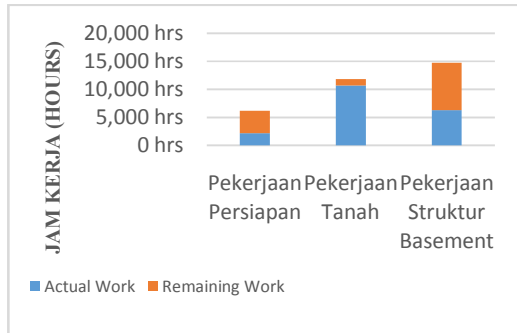 JAM KERJA (HOURS)
20,000 hrs
15,000 hrs
10,000 hrs
5,000 hrs
0 hrs
Pekerjaan Persiapan
Pekerjaan Tanah
Pekerjaan Struktur Basement
Actual Work
Remaining Work